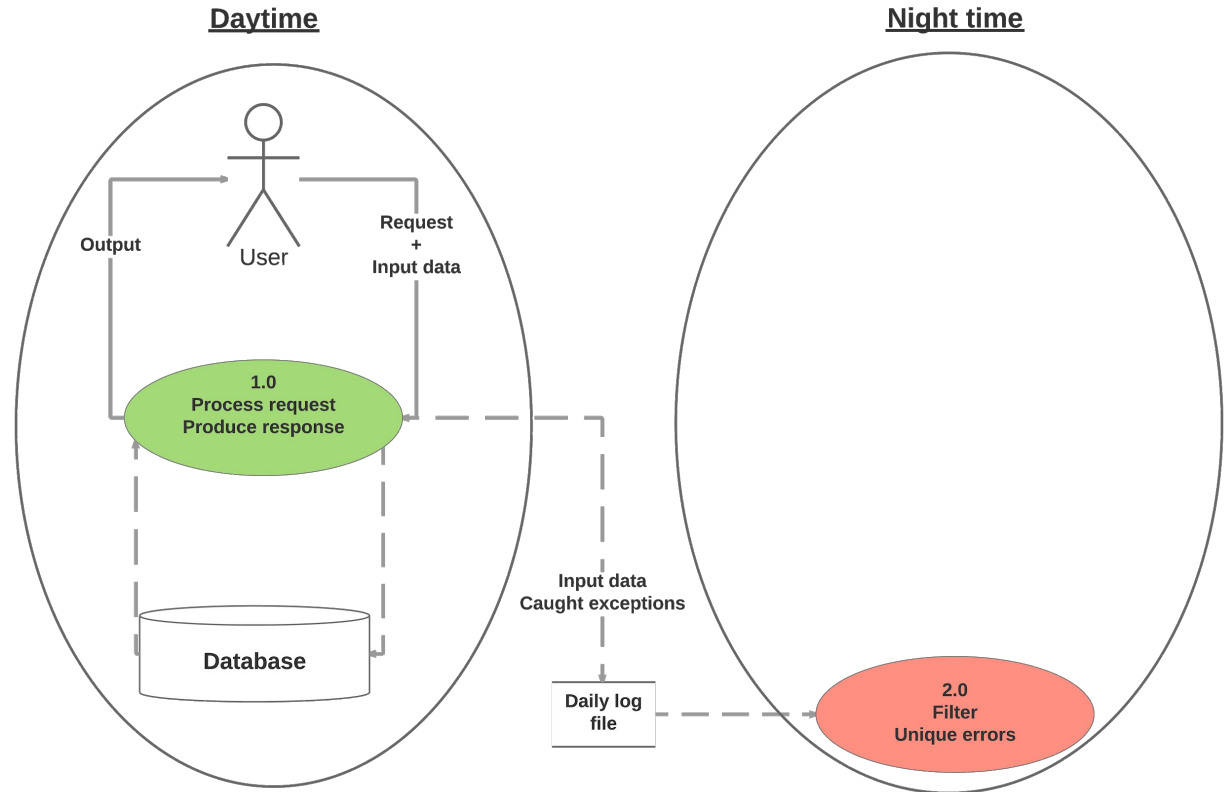 Daytime
Night time
User
Output
Request
+
Input data
1.0
Process request
Produce response
Input data
Caught exceptions
Database
Daily log
file
2.0
Filter
Unique errors